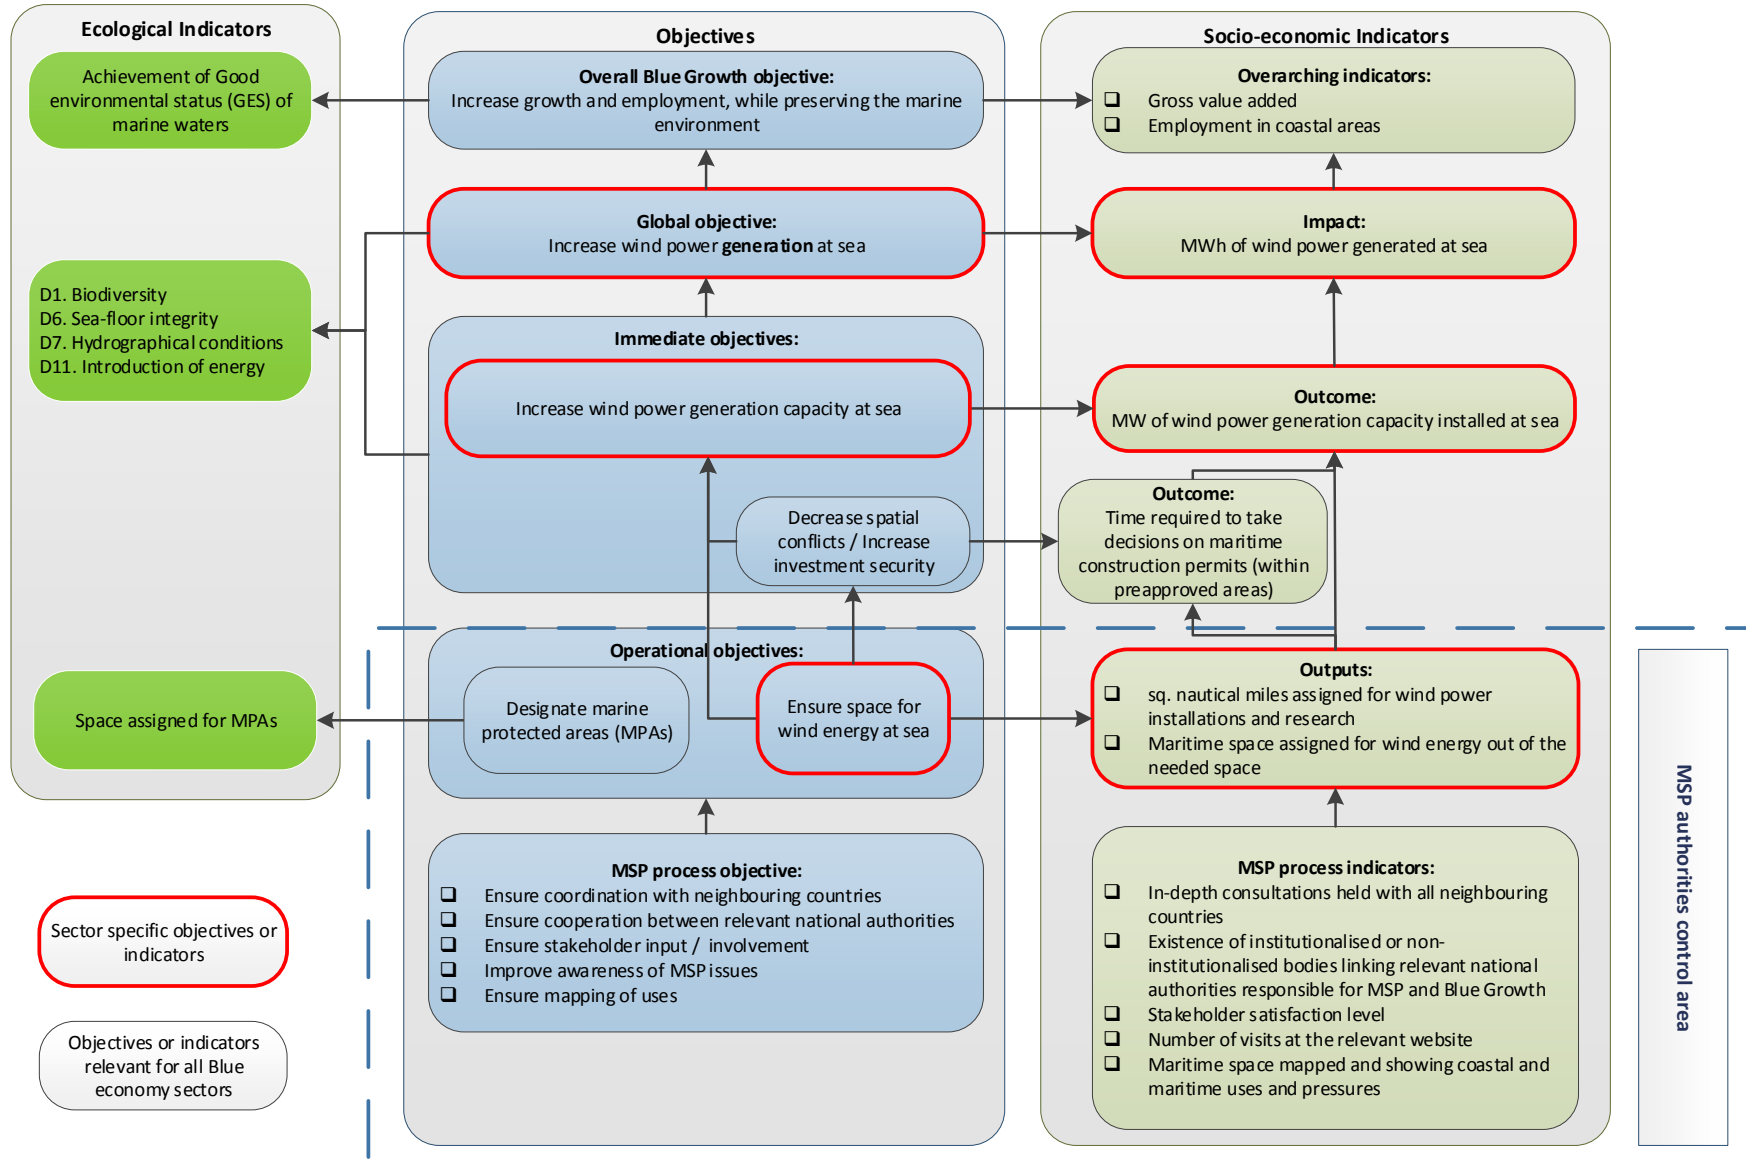 Ecological Indicators
Achievement of Good
environmental status (GES) of
marine waters
D1. Biodiversity
D6. Sea-floor integrity
D7. Hydrographical conditions
D11. Introduction of energy
Space assigned for MPAs
Sector specific objectives or
indicators
Objectives or indicators
relevant for all Blue
economy sectors
Objectives
Overall Blue Growth objective:
Increase growth and employment, while preserving the marine
environment
Global objective:
Increase wind power generation at sea
Immediate objectives:
Increase wind power generation capacity at sea
Decrease spatial
conflicts / Increase
investment security
Operational objectives:
Designate marine
protected areas (MPAs)
Ensure space for
wind energy at sea
MSP process objective:
❑ Ensure coordination with neighbouring countries
❑ Ensure cooperation between relevant national authorities
❑ Ensure stakeholder input / involvement
❑ Improve awareness of MSP issues
❑ Ensure mapping of uses
Socio-economic Indicators
Overarching indicators:
❑ Gross value added
❑ Employment in coastal areas
Impact:
MWh of wind power generated at sea
Outcome:
MW of wind power generation capacity installed at sea
Outcome:
Time required to take
decisions on maritime
construction permits (within
preapproved areas)
Outputs:
❑ sq. nautical miles assigned for wind power
installations and research
❑ Maritime space assigned for wind energy out of the
needed space
MSP process indicators:
❑ In-depth consultations held with all neighbouring
countries
❑ Existence of institutionalised or non-
institutionalised bodies linking relevant national
authorities responsible for MSP and Blue Growth
❑ Stakeholder satisfaction level
❑ Number of visits at the relevant website
❑ Maritime space mapped and showing coastal and
maritime uses and pressures
MSP authorities control area